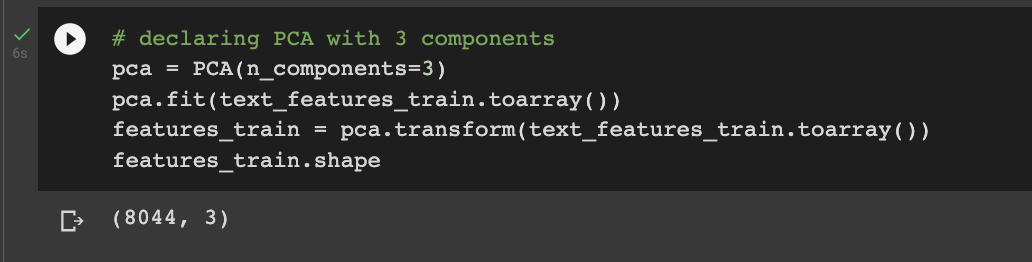 # declaring PCA with 3 components
pca = PCA(n_components=3)
pca.fit(text_features_train.toarray())
features_train = pca.transform(text_features_train.toarray())
features_train.shape
6s
(8044, 3)